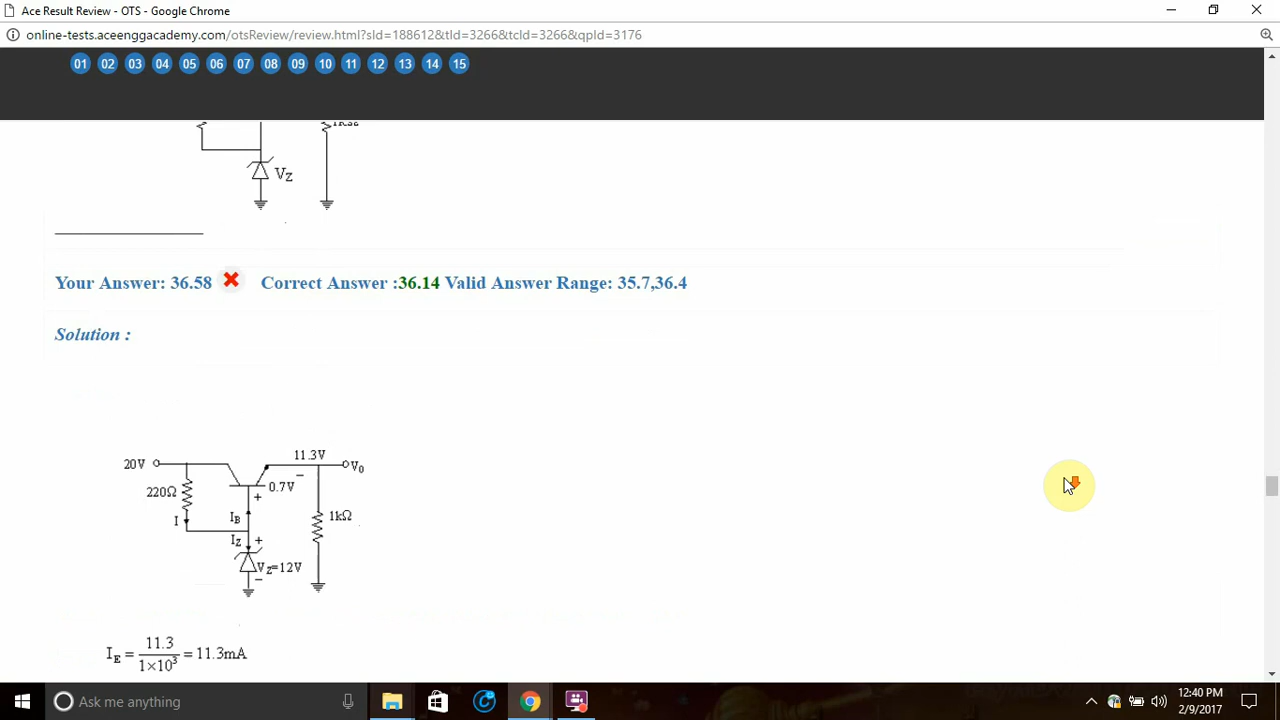 Ace Result Review - OTS - Google Chrome
online-tests.aceenggacademy.com/otsReview/review.html?sId=188612&tId=3266&tcId=3266&qpId=3176
01 02 03 04 05 06 07 08 09 10 11 12 13 14 15
VZ
Your Answer: 36.58 Correct Answer :36.14 Valid Answer Range: 35.7,36.4
Solution :
11.3V
20V
V0
−
0.7V
220Ω
+
IB
1kΩ
I
IZ +
VZ=12V
−
IE = 11.3 / 1×10³ = 11.3mA
Ask me anything
12:40 PM
2/9/2017